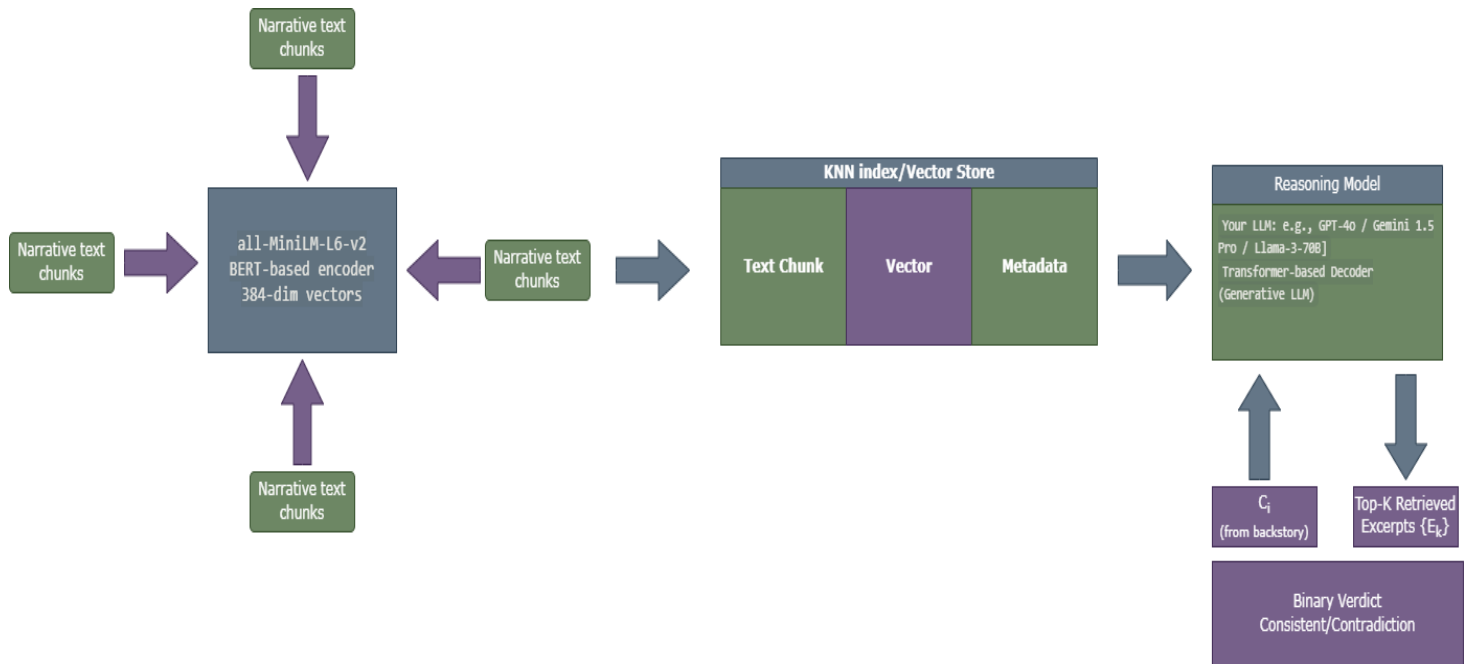 Narrative text
chunks
Narrative text
chunks
all-MiniLM-L6-v2
BERT-based encoder
384-dim vectors
Narrative text
chunks
Narrative text
chunks
KNN index/Vector Store
Text Chunk
Vector
Metadata
Reasoning Model
Your LLM: e.g., GPT-4o / Gemini 1.5
Pro / Llama-3-70B]
Transformer-based Decoder
(Generative LLM)
Cᵢ
(from backstory)
Top-K Retrieved
Excerpts {Eₖ}
Binary Verdict
Consistent/Contradiction